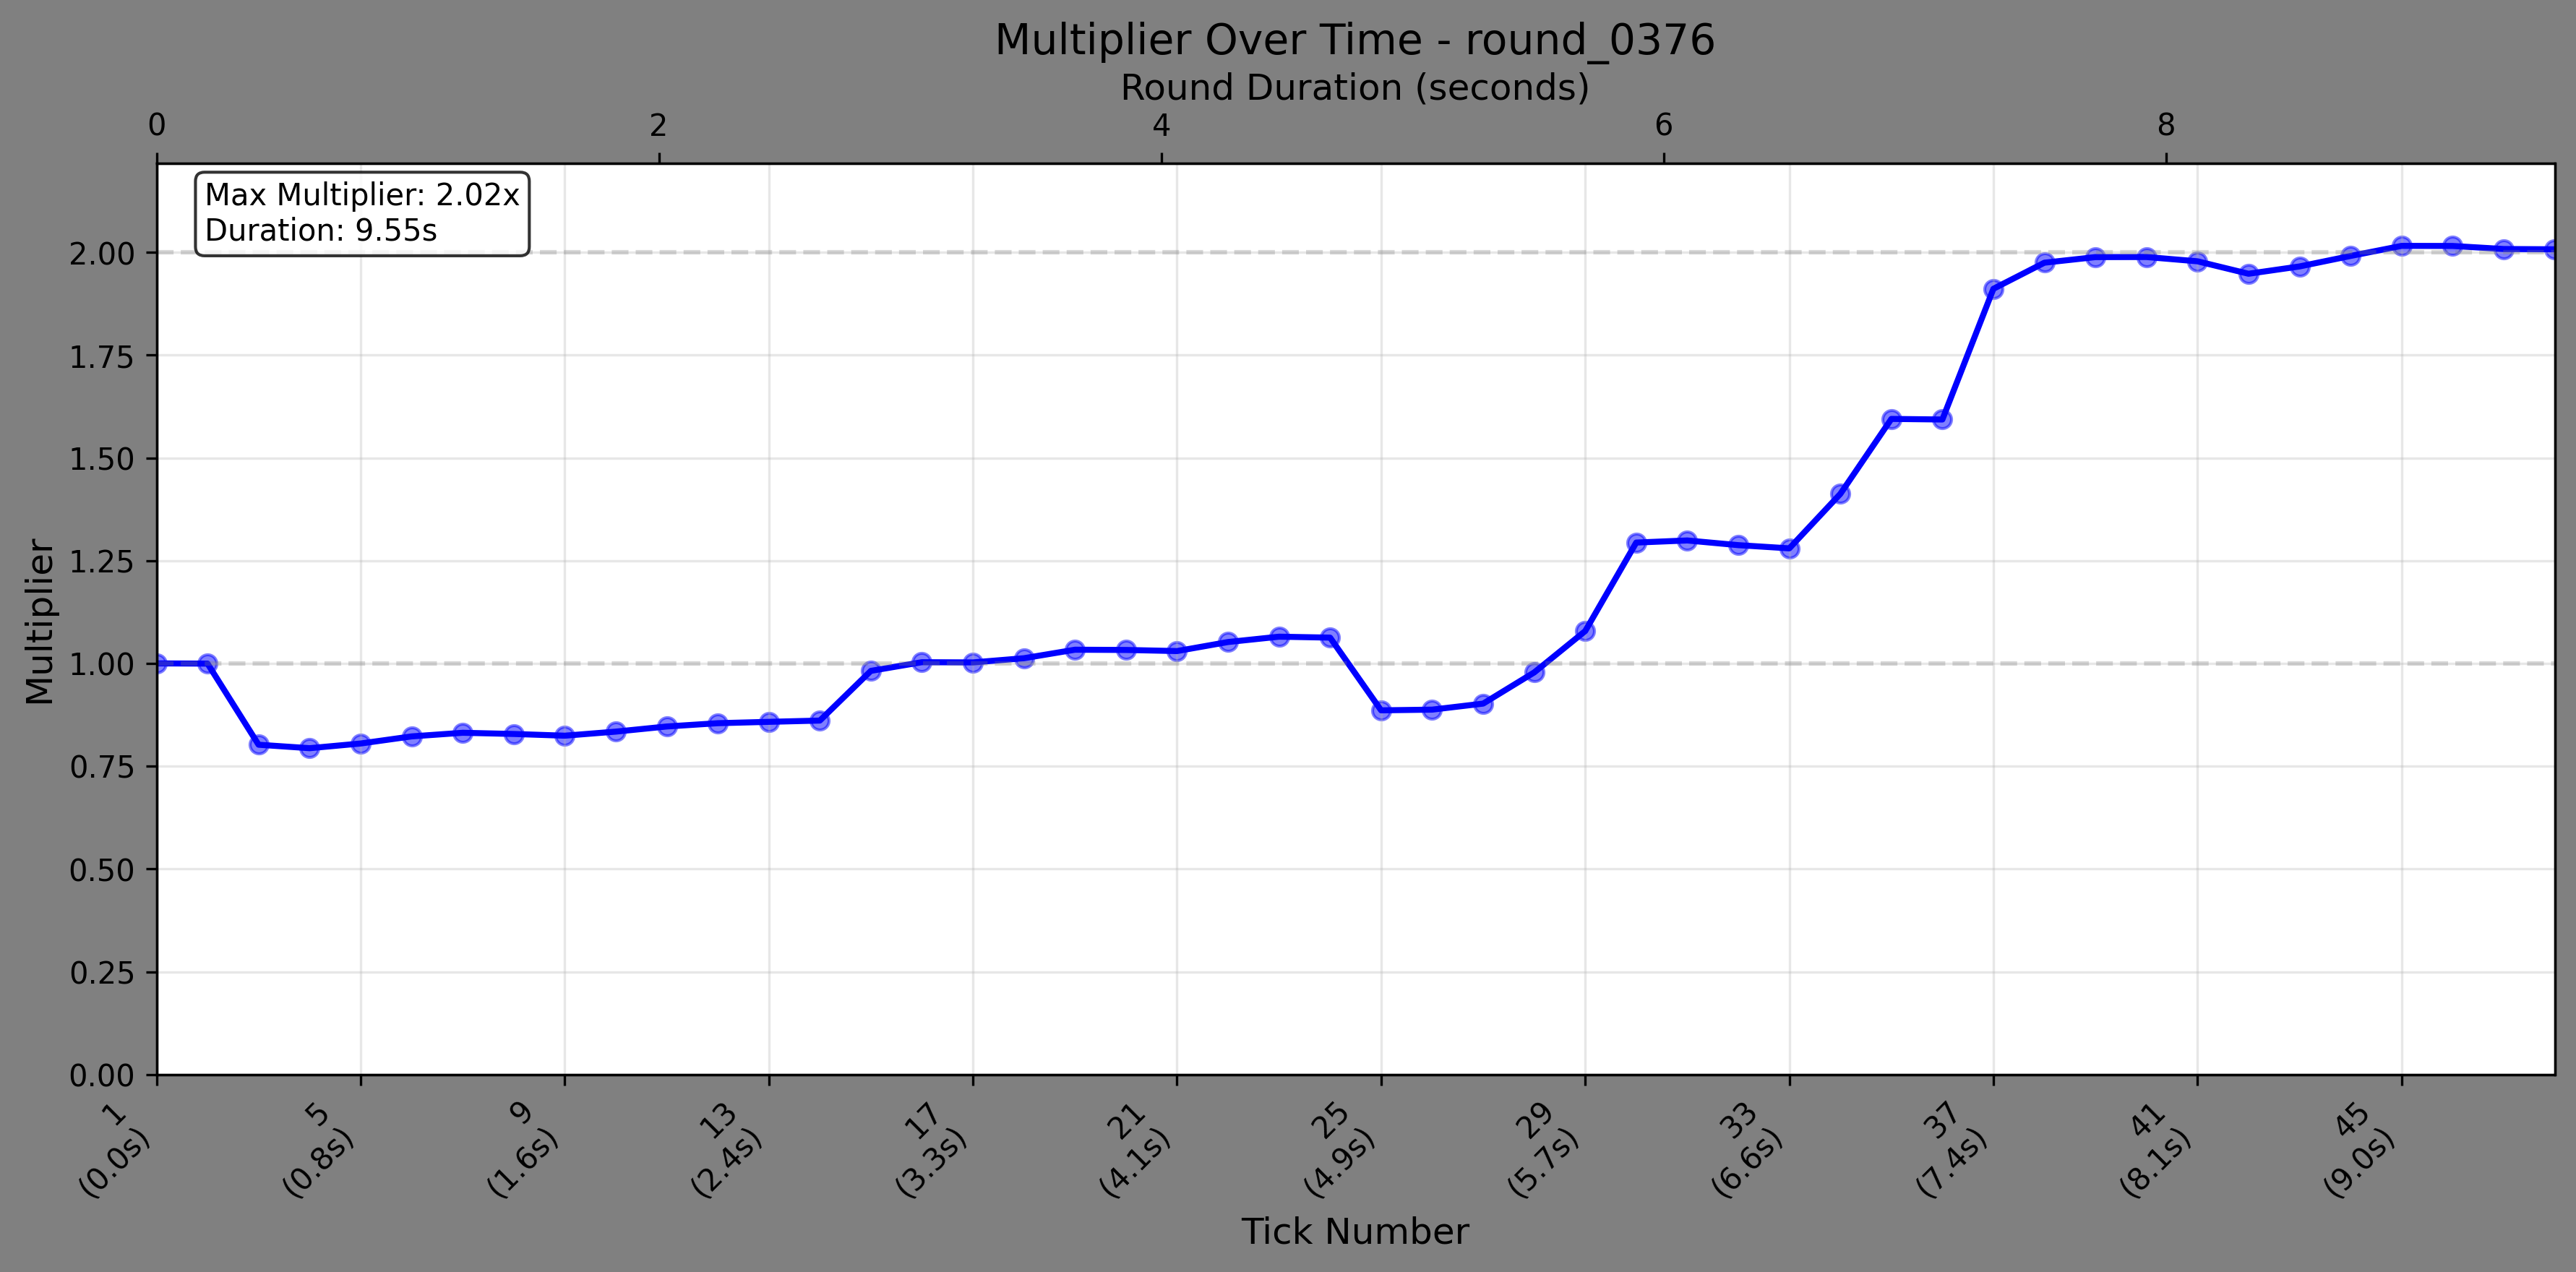 Multiplier Over Time - round_0376
Round Duration (seconds)
0 2 4 6 8
Max Multiplier: 2.02x
Duration: 9.55s
Multiplier
2.00
1.75
1.50
1.25
1.00
0.75
0.50
0.25
0.00
1
(0.0s)
5
(0.8s)
9
(1.6s)
13
(2.4s)
17
(3.3s)
21
(4.1s)
25
(4.9s)
29
(5.7s)
33
(6.6s)
37
(7.4s)
41
(8.1s)
45
(9.0s)
Tick Number